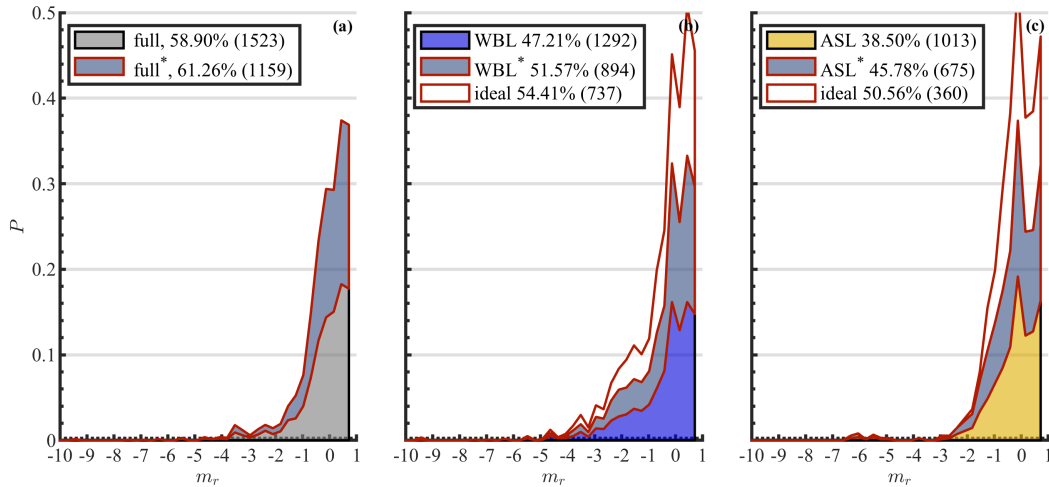 (a)
full, 58.90% (1523)
full*, 61.26% (1159)
(b)
WBL 47.21% (1292)
WBL* 51.57% (894)
ideal 54.41% (737)
(c)
ASL 38.50% (1013)
ASL* 45.78% (675)
ideal 50.56% (360)
0.5
0.4
0.3
0.2
0.1
0
P
-10 -9 -8 -7 -6 -5 -4 -3 -2 -1 0 1
-10 -9 -8 -7 -6 -5 -4 -3 -2 -1 0 1
-10 -9 -8 -7 -6 -5 -4 -3 -2 -1 0 1
m_r
m_r
m_r